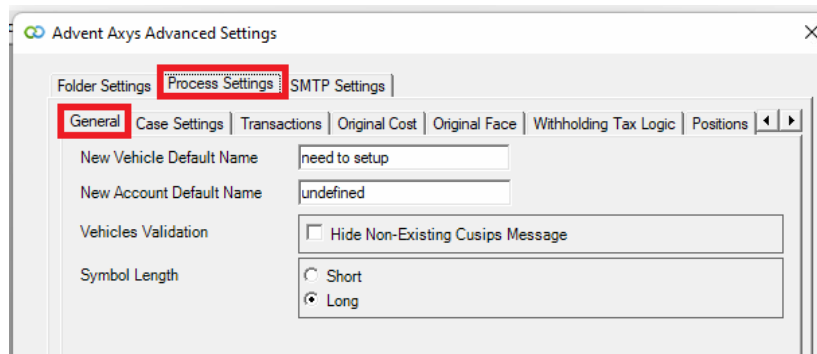 Advent Axys Advanced Settings
Folder Settings Process Settings SMTP Settings
General Case Settings Transactions Original Cost Original Face Withholding Tax Logic Positions
New Vehicle Default Name need to setup
New Account Default Name undefined
Vehicles Validation Hide Non-Existing Cusips Message
Symbol Length Short
Long